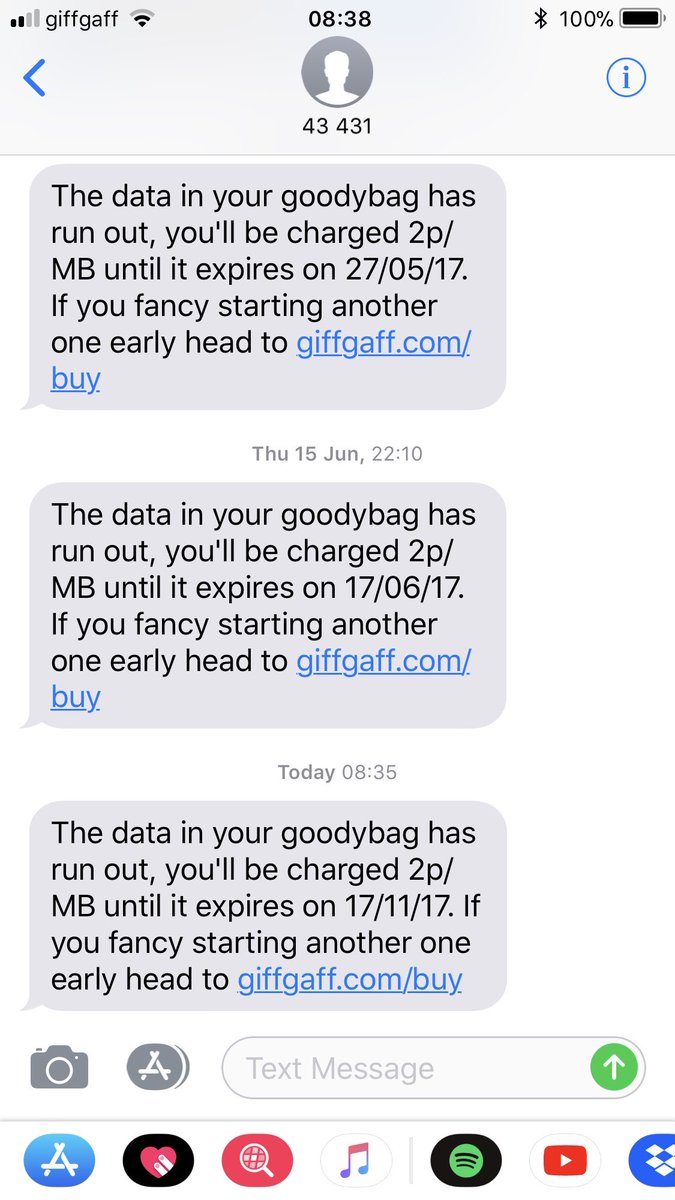 giffgaff 08:38 100%
43 431
The data in your goodybag has
run out, you'll be charged 2p/
MB until it expires on 27/05/17.
If you fancy starting another
one early head to giffgaff.com/
buy
Thu 15 Jun, 22:10
The data in your goodybag has
run out, you'll be charged 2p/
MB until it expires on 17/06/17.
If you fancy starting another
one early head to giffgaff.com/
buy
Today 08:35
The data in your goodybag has
run out, you'll be charged 2p/
MB until it expires on 17/11/17. If
you fancy starting another one
early head to giffgaff.com/buy
Text Message